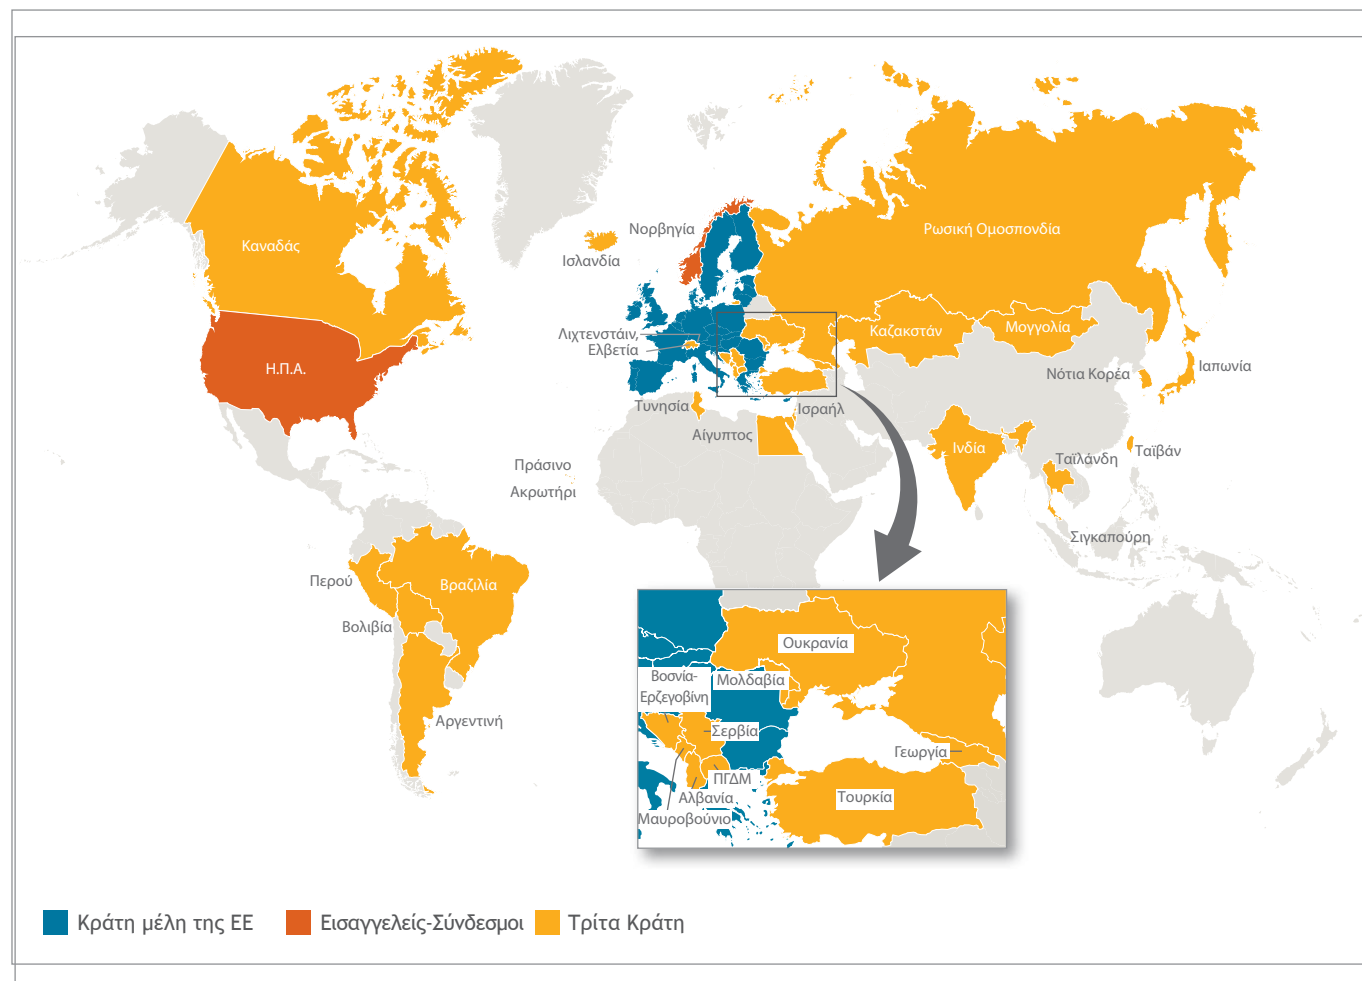 Καναδάς
Νορβηγία
Ισλανδία
Ρωσική Ομοσπονδία
Λιχτενστάιν,
Ελβετία
Καζακστάν
Μογγολία
Η.Π.Α.
Νότια Κορέα
Ιαπωνία
Τυνησία
Ισραήλ
Αίγυπτος
Ινδία
Ταϊλάνδη
Ταϊβάν
Πράσινο
Ακρωτήρι
Σιγκαπούρη
Περού
Βραζιλία
Βολιβία
Αργεντινή
Ουκρανία
Βοσνία-
Ερζεγοβίνη
Μολδαβία
Σερβία
Γεωργία
ΠΓΔΜ
Αλβανία
Μαυροβούνιο
Τουρκία
Κράτη μέλη της ΕΕ
Εισαγγελείς-Σύνδεσμοι
Τρίτα Κράτη